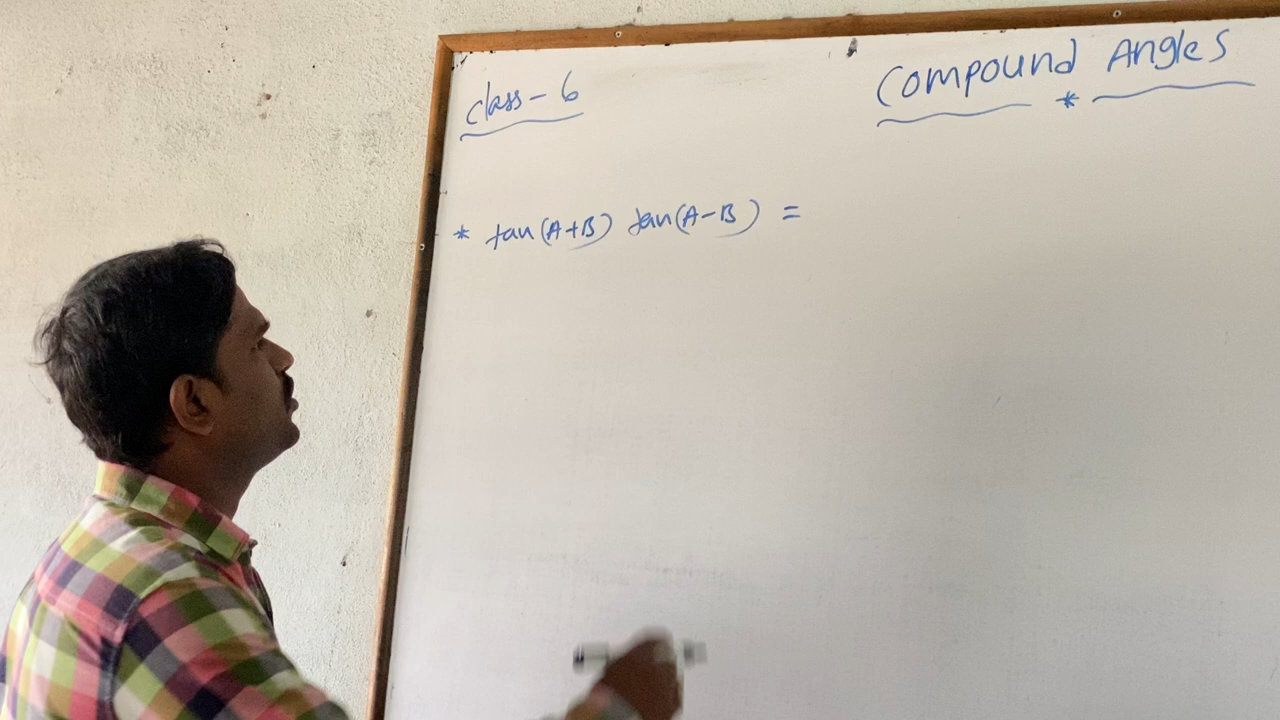 Class - 6
Compound Angles
*
* tan(A+B) tan(A-B) =